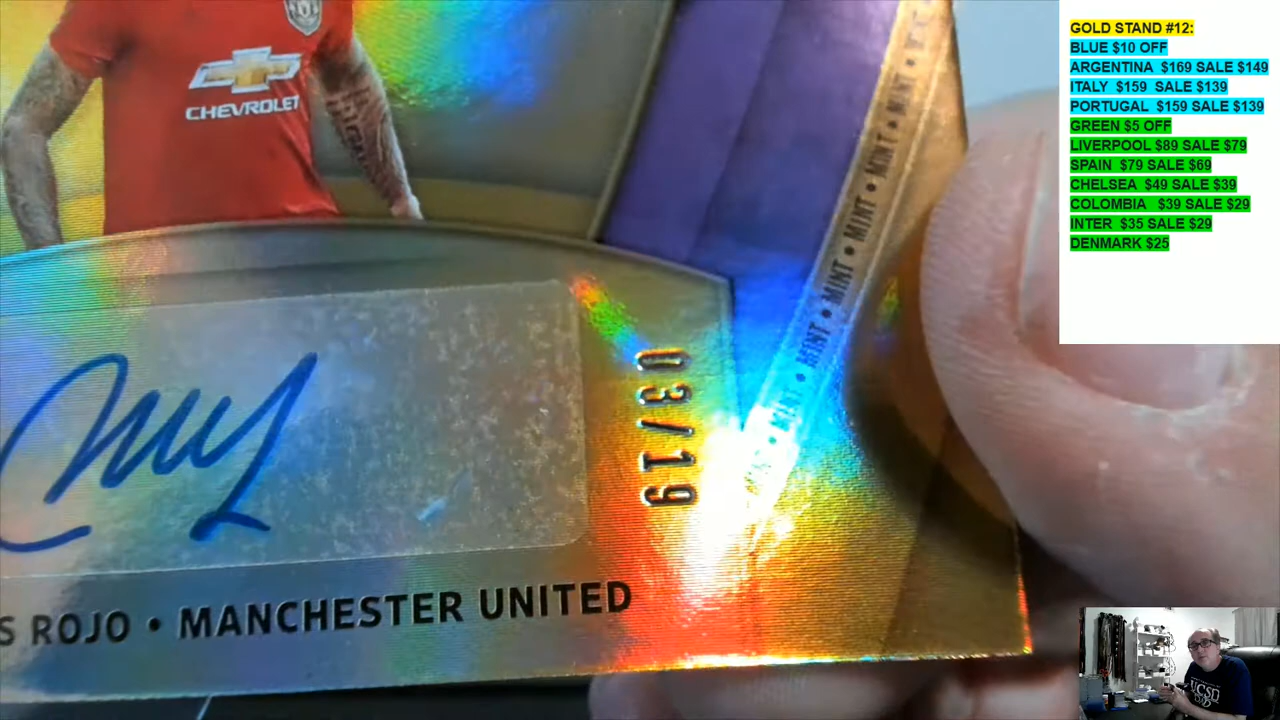 GOLD STAND #12:
BLUE $10 OFF
ARGENTINA $169 SALE $149
ITALY $159 SALE $139
PORTUGAL $159 SALE $139
GREEN $5 OFF
LIVERPOOL $89 SALE $79
SPAIN $79 SALE $69
CHELSEA $49 SALE $39
COLOMBIA $39 SALE $29
INTER $35 SALE $29
DENMARK $25
CHEVROLET
MINT • MINT • MINT • MINT • MINT
03/19
S ROJO • MANCHESTER UNITED
UCSD